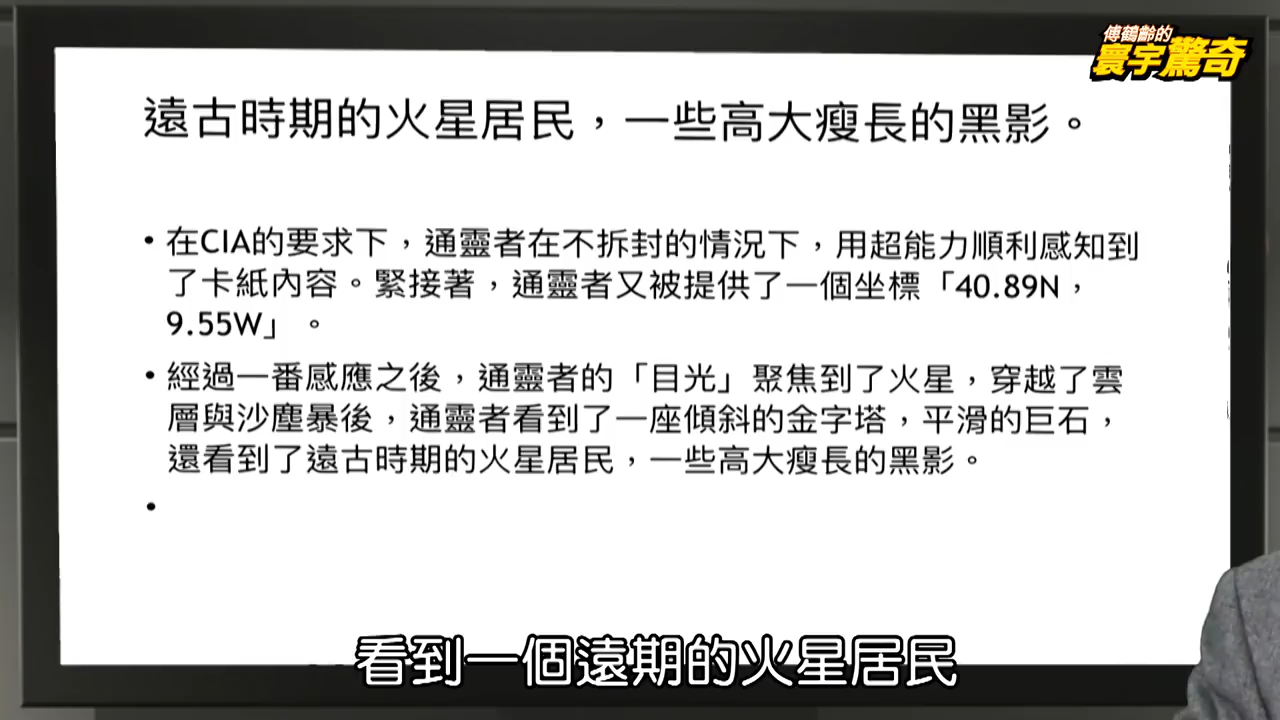 傅鶴齡的
寰宇驚奇
遠古時期的火星居民，一些高大瘦長的黑影。
• 在CIA的要求下，通靈者在不拆封的情況下，用超能力順利感知到
了卡紙內容。緊接著，通靈者又被提供了一個坐標「40.89N，
9.55W」。
• 經過一番感應之後，通靈者的「目光」聚焦到了火星，穿越了雲
層與沙塵暴後，通靈者看到了一座傾斜的金字塔，平滑的巨石，
還看到了遠古時期的火星居民，一些高大瘦長的黑影。
•
看到一個遠期的火星居民